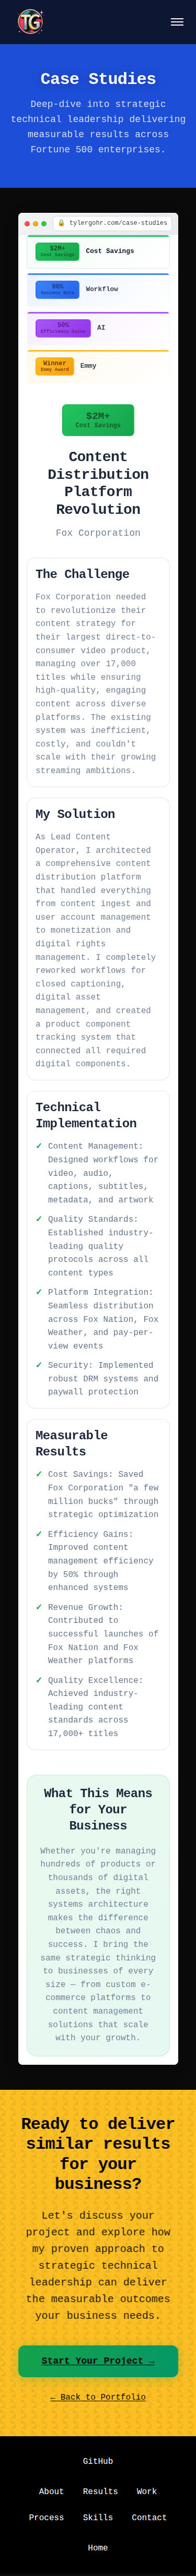 TG
Case Studies
Deep-dive into strategic
technical leadership delivering
measurable results across
Fortune 500 enterprises.
tylergohr.com/case-studies
$2M+
Cost Savings
Cost Savings
Workflow
50%
Efficiency Gains
AI
Winner
Emmy Award
Emmy
$2M+
Cost Savings
Content
Distribution
Platform
Revolution
Fox Corporation
The Challenge
Fox Corporation needed
to revolutionize their
content strategy for
their largest direct-to-
consumer video product,
managing over 17,000
titles while ensuring
high-quality, engaging
content across diverse
platforms. The existing
system was inefficient,
costly, and couldn't
scale with their growing
streaming ambitions.
My Solution
As Lead Content
Operator, I architected
a comprehensive content
distribution platform
that handled everything
from content ingest and
user account management
to monetization and
digital rights
management. I completely
reworked workflows for
closed captioning,
digital asset
management, and created
a product component
tracking system that
connected all required
digital components.
Technical
Implementation
✓ Content Management:
Designed workflows for
video, audio,
captions, subtitles,
metadata, and artwork
✓ Quality Standards:
Established industry-
leading quality
protocols across all
content types
✓ Platform Integration:
Seamless distribution
across Fox Nation, Fox
Weather, and pay-per-
view events
✓ Security: Implemented
robust DRM systems and
paywall protection
Measurable
Results
✓ Cost Savings: Saved
Fox Corporation "a few
million bucks" through
strategic optimization
✓ Efficiency Gains:
Improved content
management efficiency
by 50% through
enhanced systems
✓ Revenue Growth:
Contributed to
successful launches of
Fox Nation and Fox
Weather platforms
✓ Quality Excellence:
Achieved industry-
leading content
standards across
17,000+ titles
What This Means
for Your
Business
Whether you're managing
hundreds of products or
thousands of digital
assets, the right
systems architecture
makes the difference
between chaos and
success. I bring the
same strategic thinking
to businesses of every
size — from custom e-
commerce platforms to
content management
solutions that scale
with your growth.
Ready to deliver
similar results
for your
business?
Let's discuss your
project and explore how
my proven approach to
strategic technical
leadership can deliver
the measurable outcomes
your business needs.
Start Your Project →
← Back to Portfolio
GitHub
About Results Work
Process Skills Contact
Home